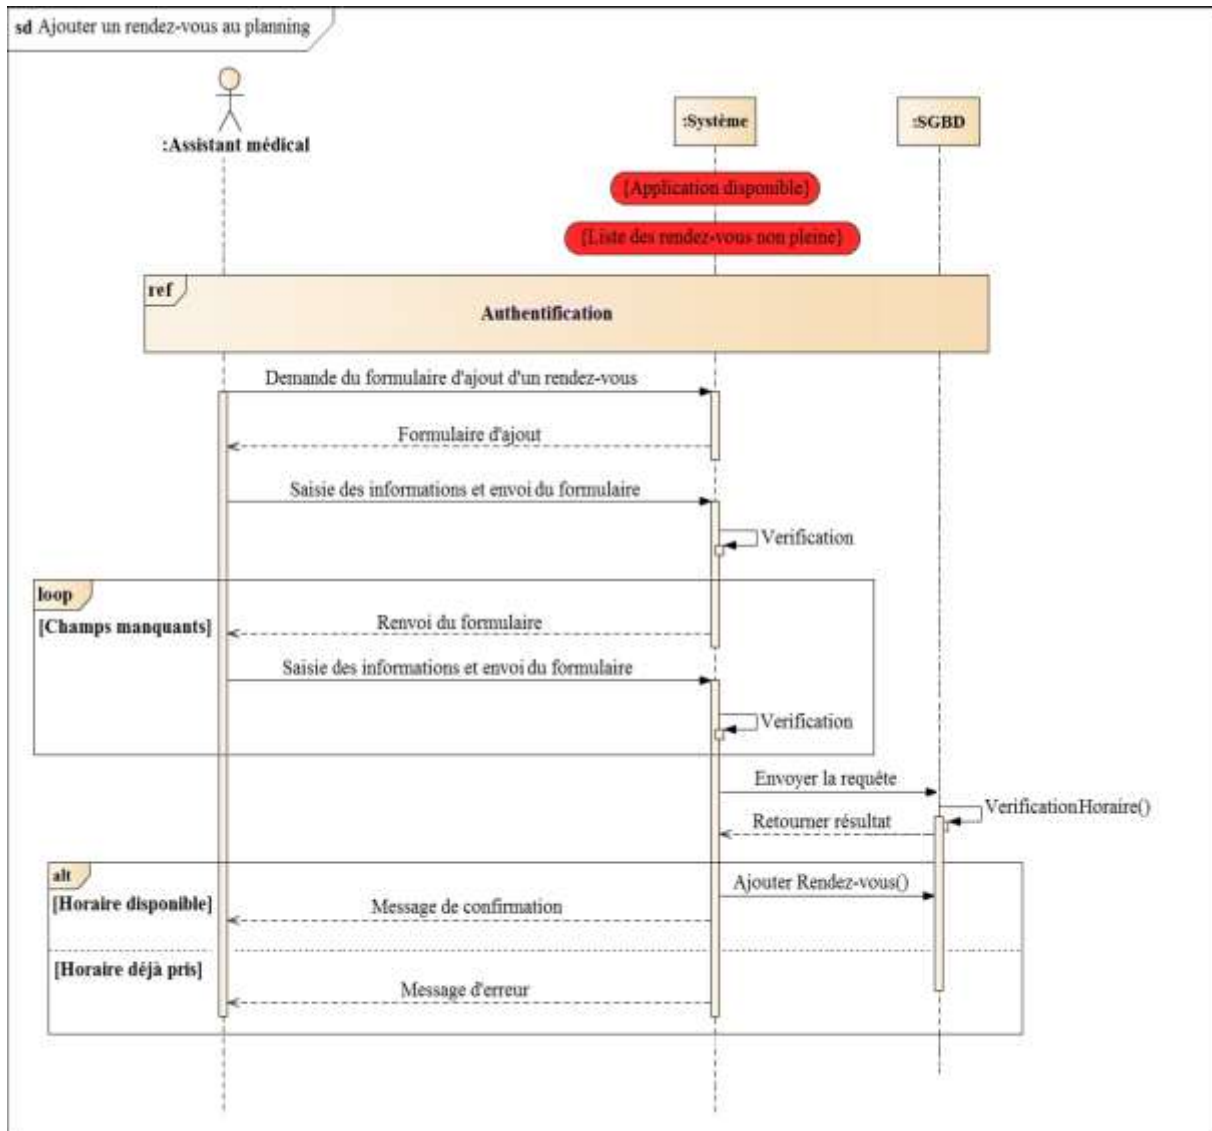 sd Ajouter un rendez-vous au planning
:Assistant médical
:Système
:SGBD
{Application disponible}
{Liste des rendez-vous non pleine}
ref
Authentification
Demande du formulaire d'ajout d'un rendez-vous
Formulaire d'ajout
Saisie des informations et envoi du formulaire
Verification
loop
[Champs manquants]
Renvoi du formulaire
Saisie des informations et envoi du formulaire
Verification
Envoyer la requête
VerificationHoraire()
Retourner résultat
alt
[Horaire disponible]
Ajouter Rendez-vous()
Message de confirmation
[Horaire déjà pris]
Message d'erreur